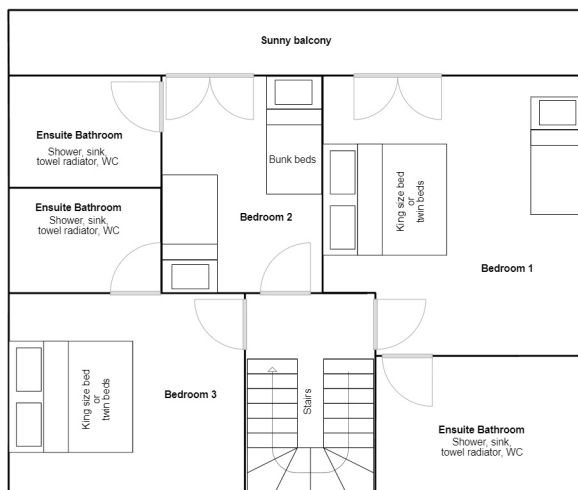 Sunny balcony
Ensuite Bathroom
Shower, sink,
towel radiator, WC
Bunk beds
King size bed
or
twin beds
Ensuite Bathroom
Shower, sink,
towel radiator, WC
Bedroom 2
Bedroom 1
King size bed
or
twin beds
Bedroom 3
Stairs
Ensuite Bathroom
Shower, sink,
towel radiator, WC